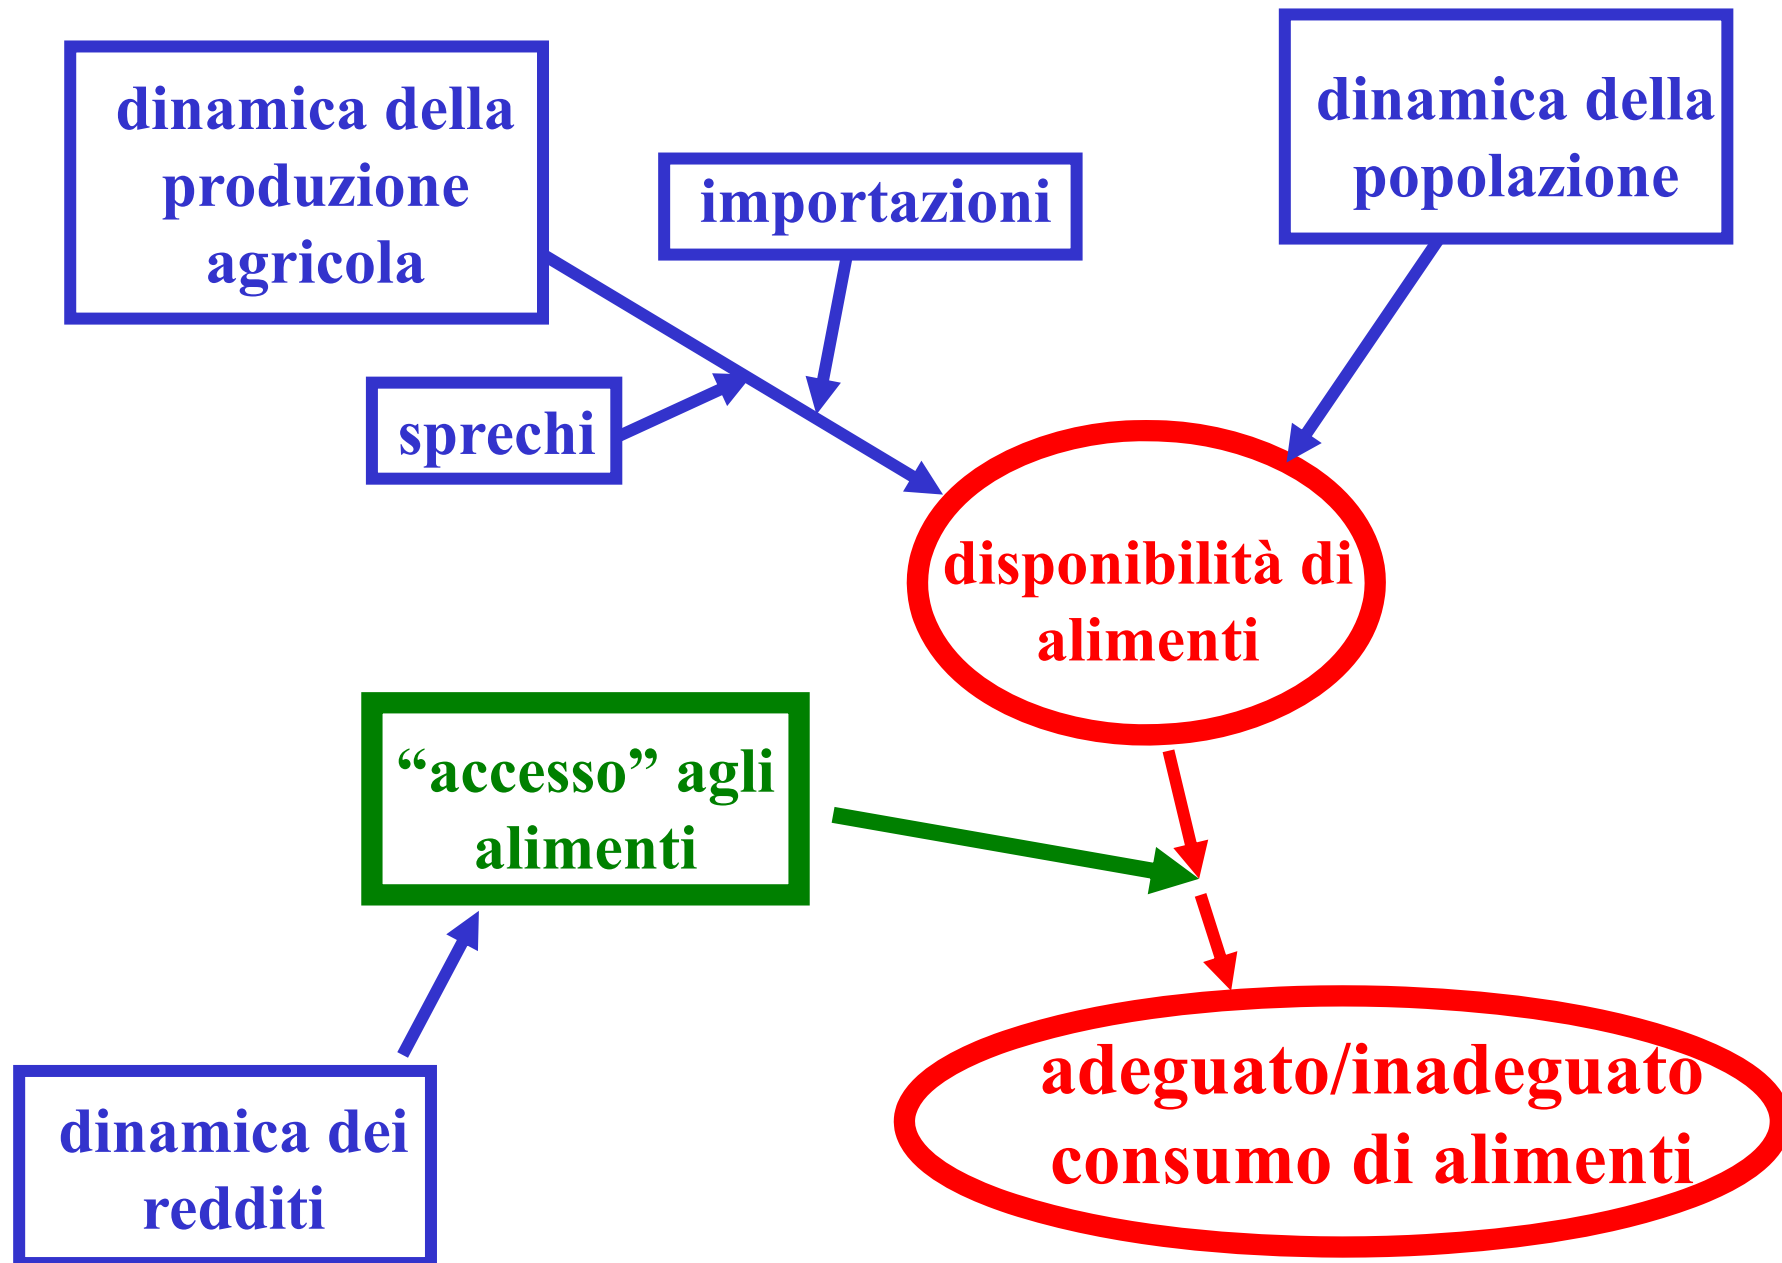 dinamica della
produzione
agricola
importazioni
dinamica della
popolazione
sprechi
disponibilità di
alimenti
“accesso” agli
alimenti
dinamica dei
redditi
adeguato/inadeguato
consumo di alimenti